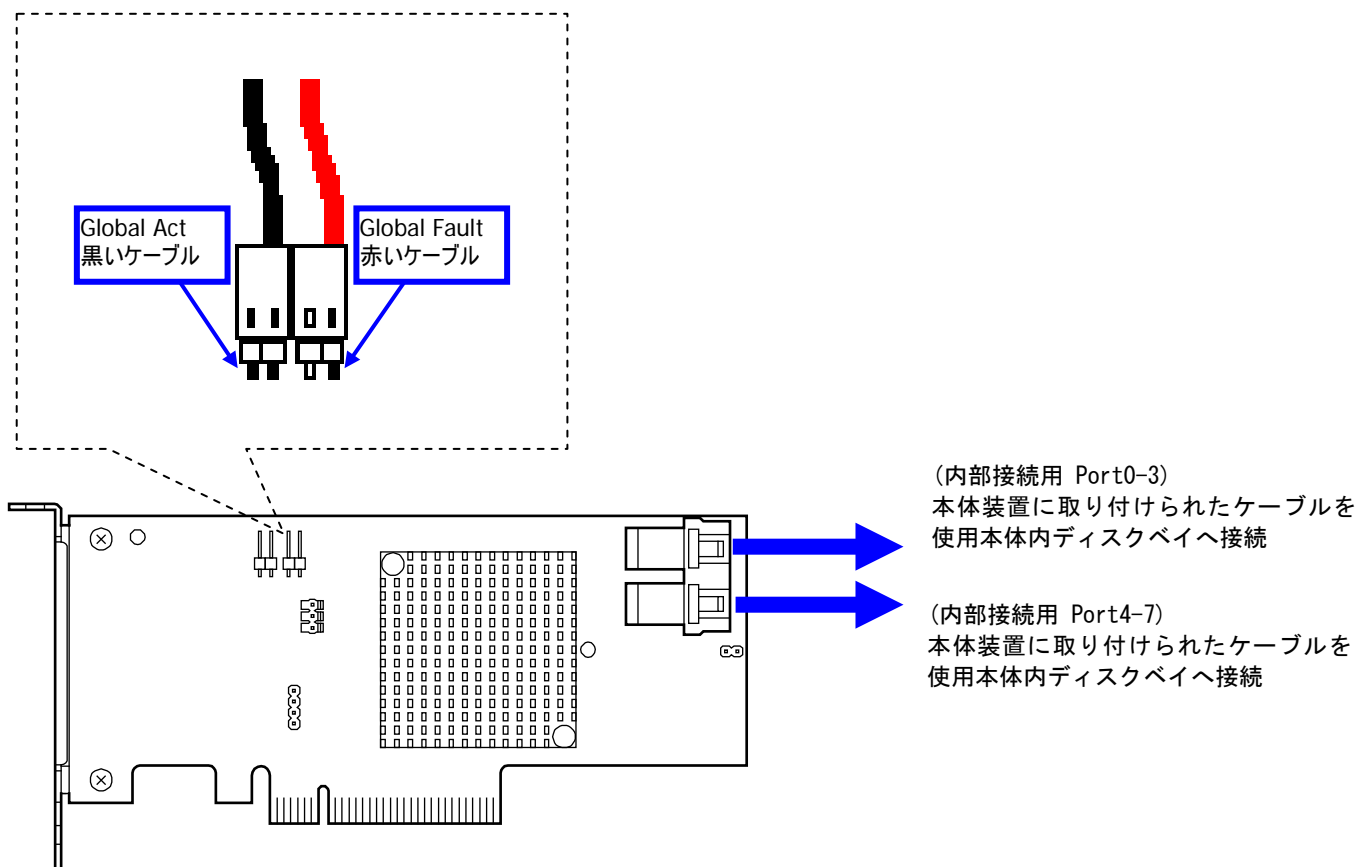 Global Act
黒いケーブル
Global Fault
赤いケーブル
(内部接続用 Port0-3)
本体装置に取り付けられたケーブルを
使用本体内ディスクベイへ接続
(内部接続用 Port4-7)
本体装置に取り付けられたケーブルを
使用本体内ディスクベイへ接続